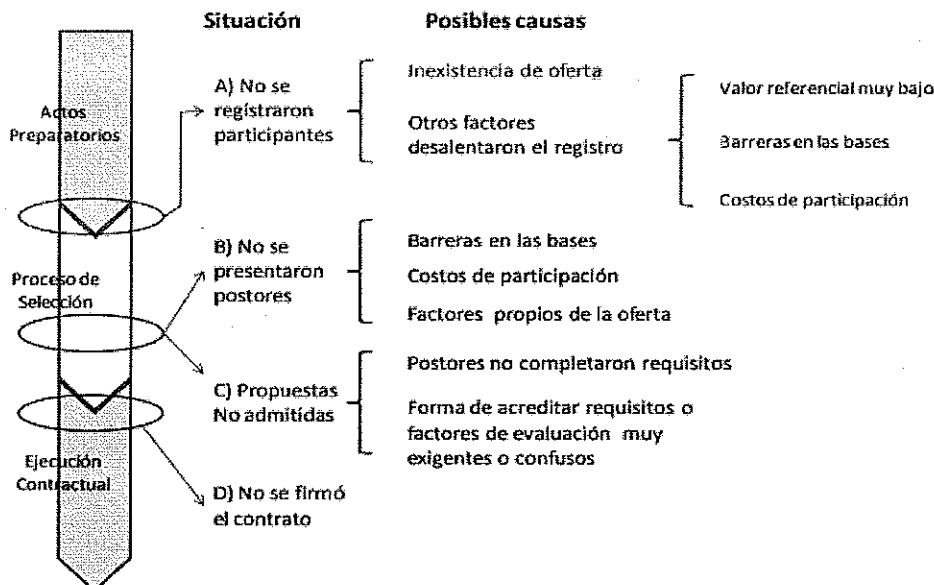 Situación
Posibles causas
Actos
Preparatorios
A) No se
registraron
participantes
Inexistencia de oferta
Otros factores
desalentaron el registro
Valor referencial muy bajo
Barreras en las bases
Costos de participación
Proceso de
Selección
B) No se
presentaron
postores
Barreras en las bases
Costos de participación
Factores propios de la oferta
C) Propuestas
No admitidas
Postores no completaron requisitos
Forma de acreditar requisitos o
factores de evaluación muy
exigentes o confusos
Ejecución
Contractual
D) No se firmó
el contrato